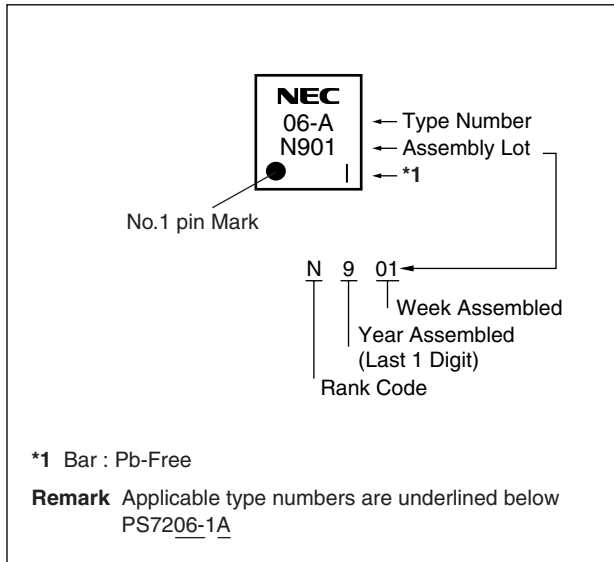 NEC
06-A
N901
Type Number
Assembly Lot
*1
No.1 pin Mark
N 9 01
Week Assembled
Year Assembled
(Last 1 Digit)
Rank Code
*1 Bar : Pb-Free
Remark Applicable type numbers are underlined below
PS7206-1A